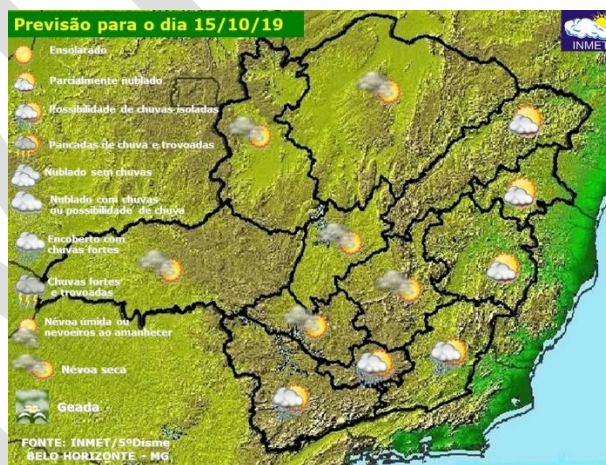 Previsão para o dia 15/10/19
INMET
Ensolarado
Parcialmente nublado
Possibilidade de chuvas isoladas
Pancadas de chuva e trovoadas
Nublado sem chuvas
Nublado com chuvas
ou possibilidade de chuva
Encoberto com
chuvas fortes
Chuvas fortes
e trovoadas
Névoa úmida ou
nevoeiros ao amanhecer
Névoa seca
Geada
FONTE: INMET/5ºDisme
BELO HORIZONTE - MG